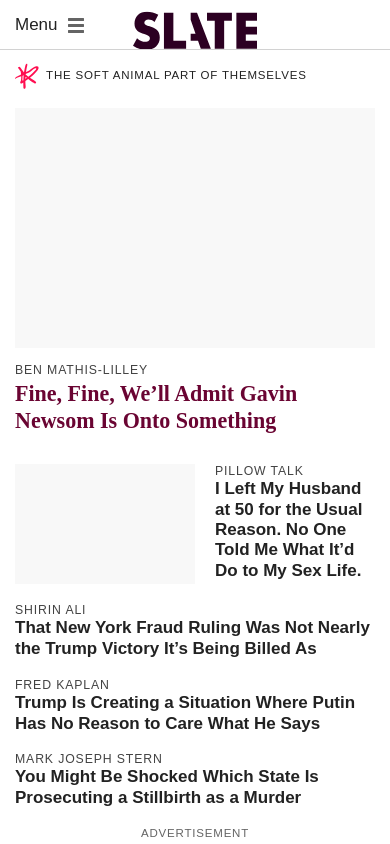 Menu
SLATE
THE SOFT ANIMAL PART OF THEMSELVES
BEN MATHIS-LILLEY
Fine, Fine, We’ll Admit Gavin
Newsom Is Onto Something
PILLOW TALK
I Left My Husband
at 50 for the Usual
Reason. No One
Told Me What It’d
Do to My Sex Life.
SHIRIN ALI
That New York Fraud Ruling Was Not Nearly
the Trump Victory It’s Being Billed As
FRED KAPLAN
Trump Is Creating a Situation Where Putin
Has No Reason to Care What He Says
MARK JOSEPH STERN
You Might Be Shocked Which State Is
Prosecuting a Stillbirth as a Murder
ADVERTISEMENT